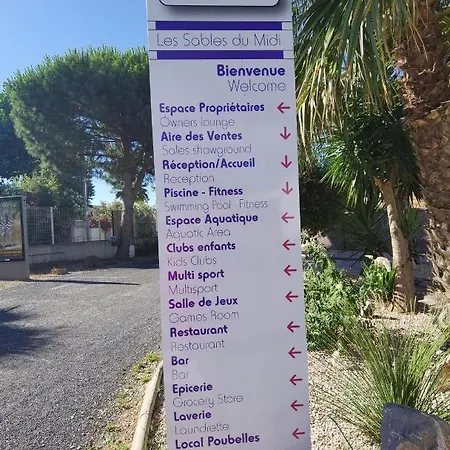 Les Sables du Midi
Bienvenue
Welcome
Espace Propriétaires
Owners lounge
Aire des Ventes
Sales showground
Réception/Accueil
Reception
Piscine - Fitness
Swimming Pool - Fitness
Espace Aquatique
Aquatic Area
Clubs enfants
Kids Clubs
Multi sport
Multisport
Salle de Jeux
Games Room
Restaurant
Restaurant
Bar
Bar
Epicerie
Grocery Store
Laverie
Laundrette
Local Poubelles